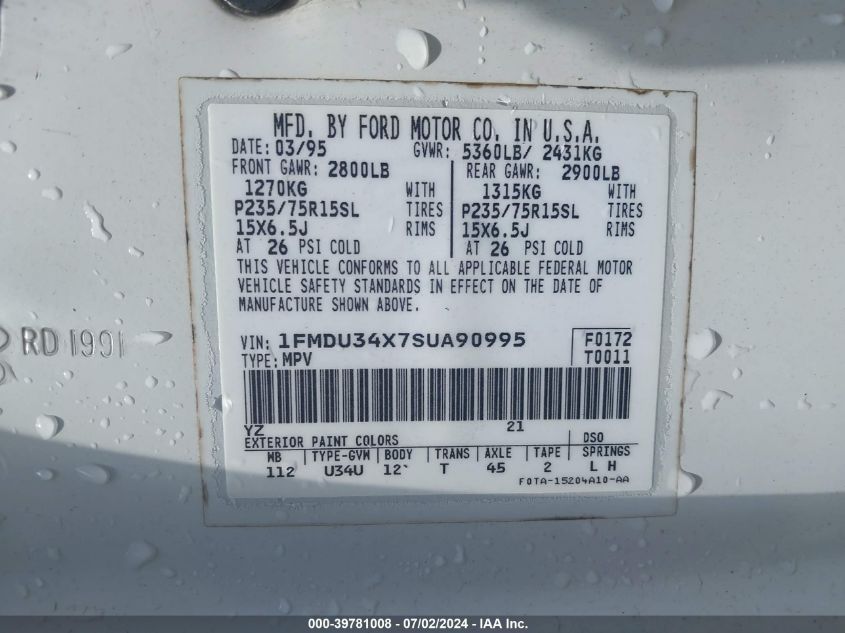 MFD. BY FORD MOTOR CO. IN U.S.A.
DATE: 03/95 GVWR: 5360LB/ 2431KG
FRONT GAWR: 2800LB REAR GAWR: 2900LB
1270KG WITH 1315KG WITH
P235/75R15SL TIRES P235/75R15SL TIRES
15X6.5J RIMS 15X6.5J RIMS
AT 26 PSI COLD AT 26 PSI COLD
THIS VEHICLE CONFORMS TO ALL APPLICABLE FEDERAL MOTOR
VEHICLE SAFETY STANDARDS IN EFFECT ON THE DATE OF
MANUFACTURE SHOWN ABOVE.
RD 1991
VIN: 1FMDU34X7SUA90995 F0172
TYPE: MPV T0011
YZ 21
EXTERIOR PAINT COLORS DSO
WB TYPE-GVW BODY TRANS AXLE TAPE SPRINGS
112 U34U 12` T 45 2 L H
F0TA-15204A10-AA
000-39781008 - 07/02/2024 - IAA Inc.